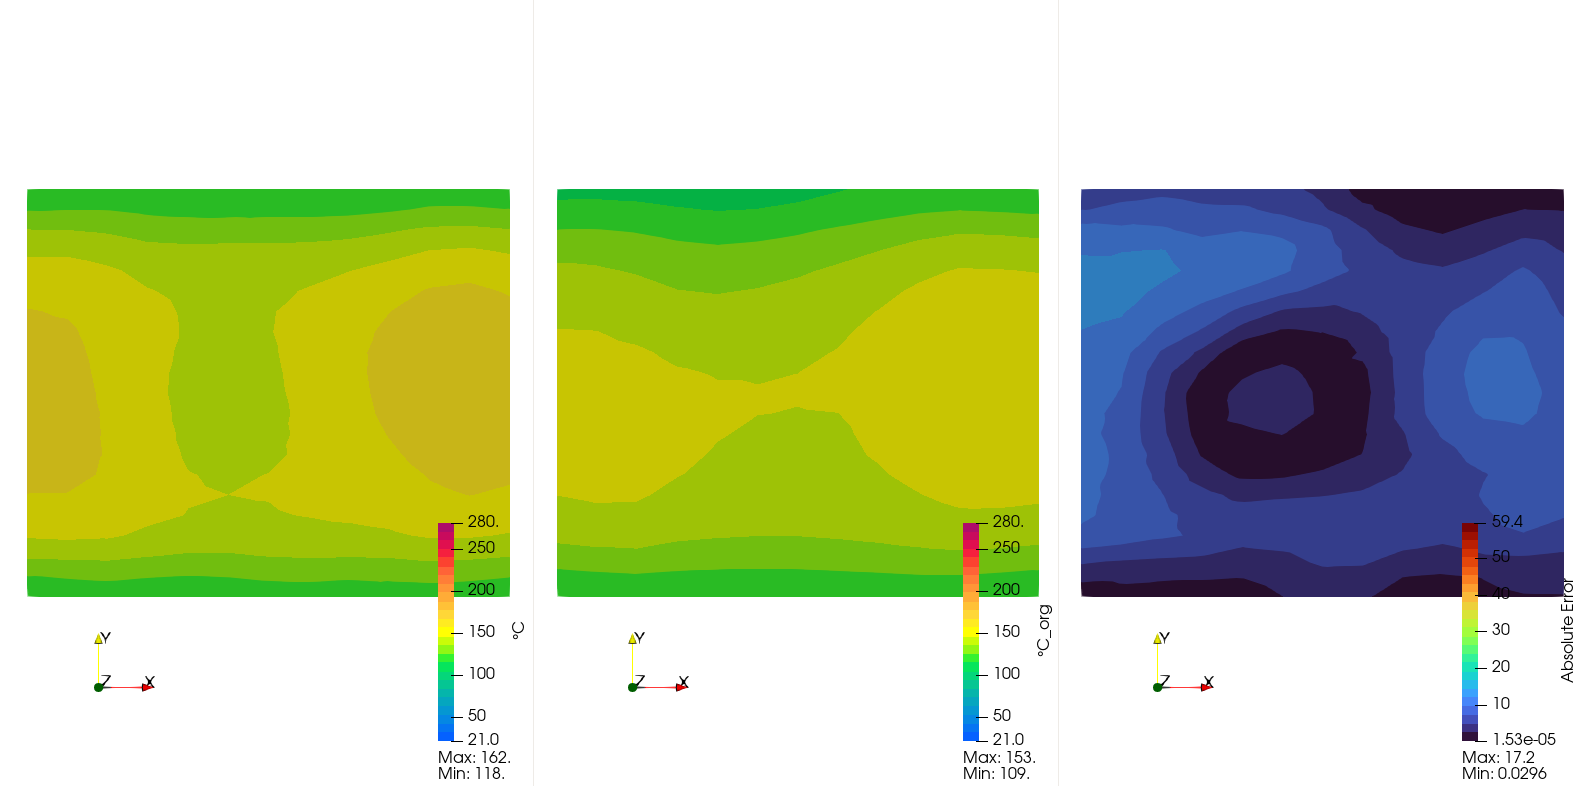 280.
250
200
150
100
50
21.0
°C
Max: 162.
Min: 118.
Y
Z
X
280.
250
200
150
100
50
21.0
°C_org
Max: 153.
Min: 109.
Y
Z
X
59.4
50
40
30
20
10
1.53e-05
Absolute Error
Max: 17.2
Min: 0.0296
Y
Z
X